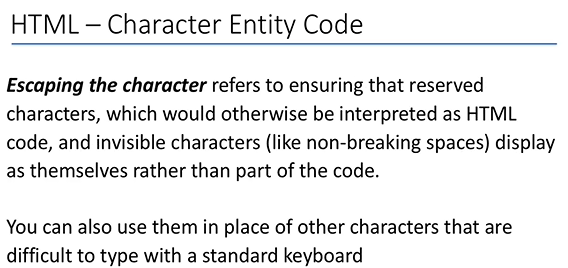 HTML – Character Entity Code
Escaping the character refers to ensuring that reserved
characters, which would otherwise be interpreted as HTML
code, and invisible characters (like non-breaking spaces) display
as themselves rather than part of the code.
You can also use them in place of other characters that are
difficult to type with a standard keyboard